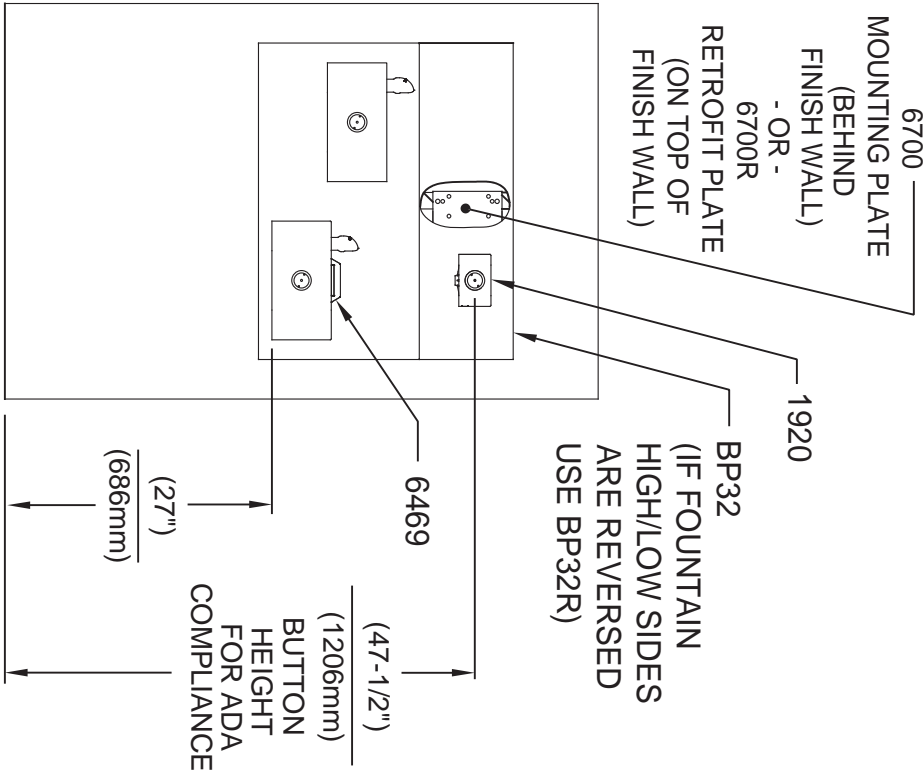 6700
MOUNTING PLATE
(BEHIND
FINISH WALL)
- OR -
6700R
RETROFIT PLATE
(ON TOP OF
FINISH WALL)
1920
BP32
(IF FOUNTAIN
HIGH/LOW SIDES
ARE REVERSED
USE BP32R)
6469
(27")
(686mm)
(47-1/2")
(1206mm)
BUTTON
HEIGHT
FOR ADA
COMPLIANCE